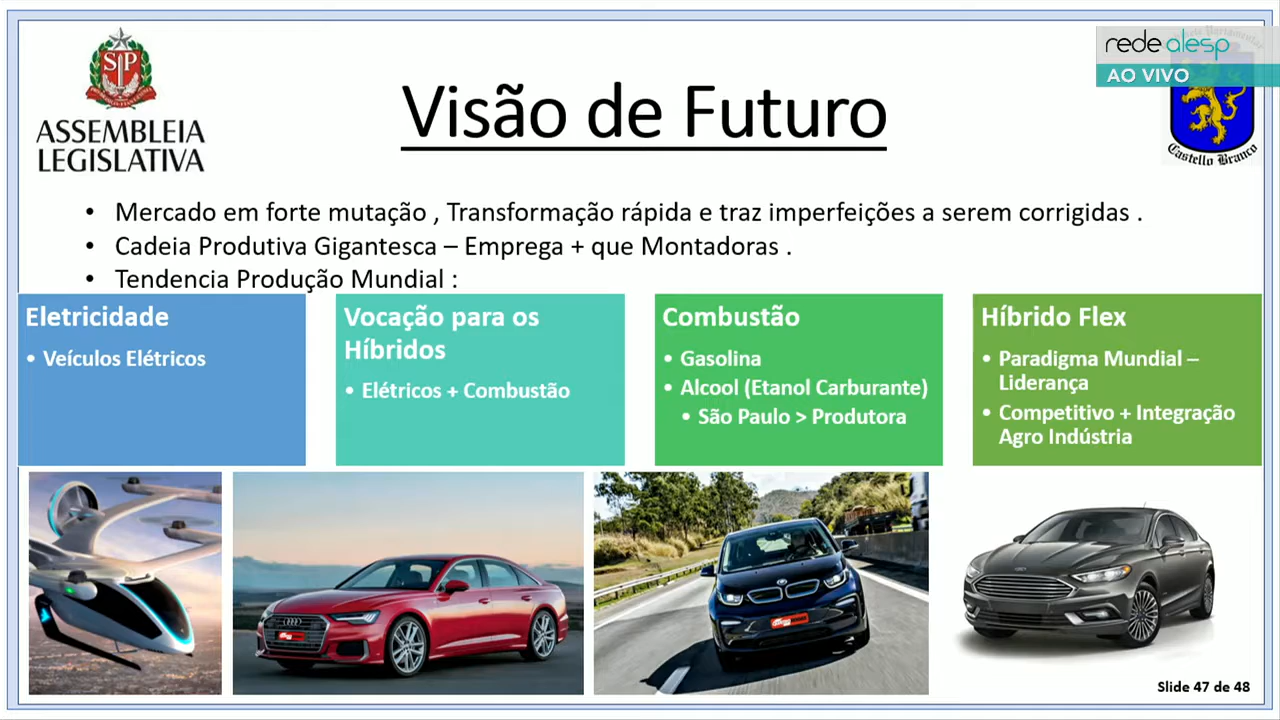 rede alesp
AO VIVO
SP
ASSEMBLEIA
LEGISLATIVA
Visão de Futuro
Castello Branco
• Mercado em forte mutação , Transformação rápida e traz imperfeições a serem corrigidas .
• Cadeia Produtiva Gigantesca – Emprega + que Montadoras .
• Tendencia Produção Mundial :
Eletricidade
• Veículos Elétricos
Vocação para os
Híbridos
• Elétricos + Combustão
Combustão
• Gasolina
• Alcool (Etanol Carburante)
• São Paulo > Produtora
Híbrido Flex
• Paradigma Mundial –
Liderança
• Competitivo + Integração
Agro Indústria
Slide 47 de 48